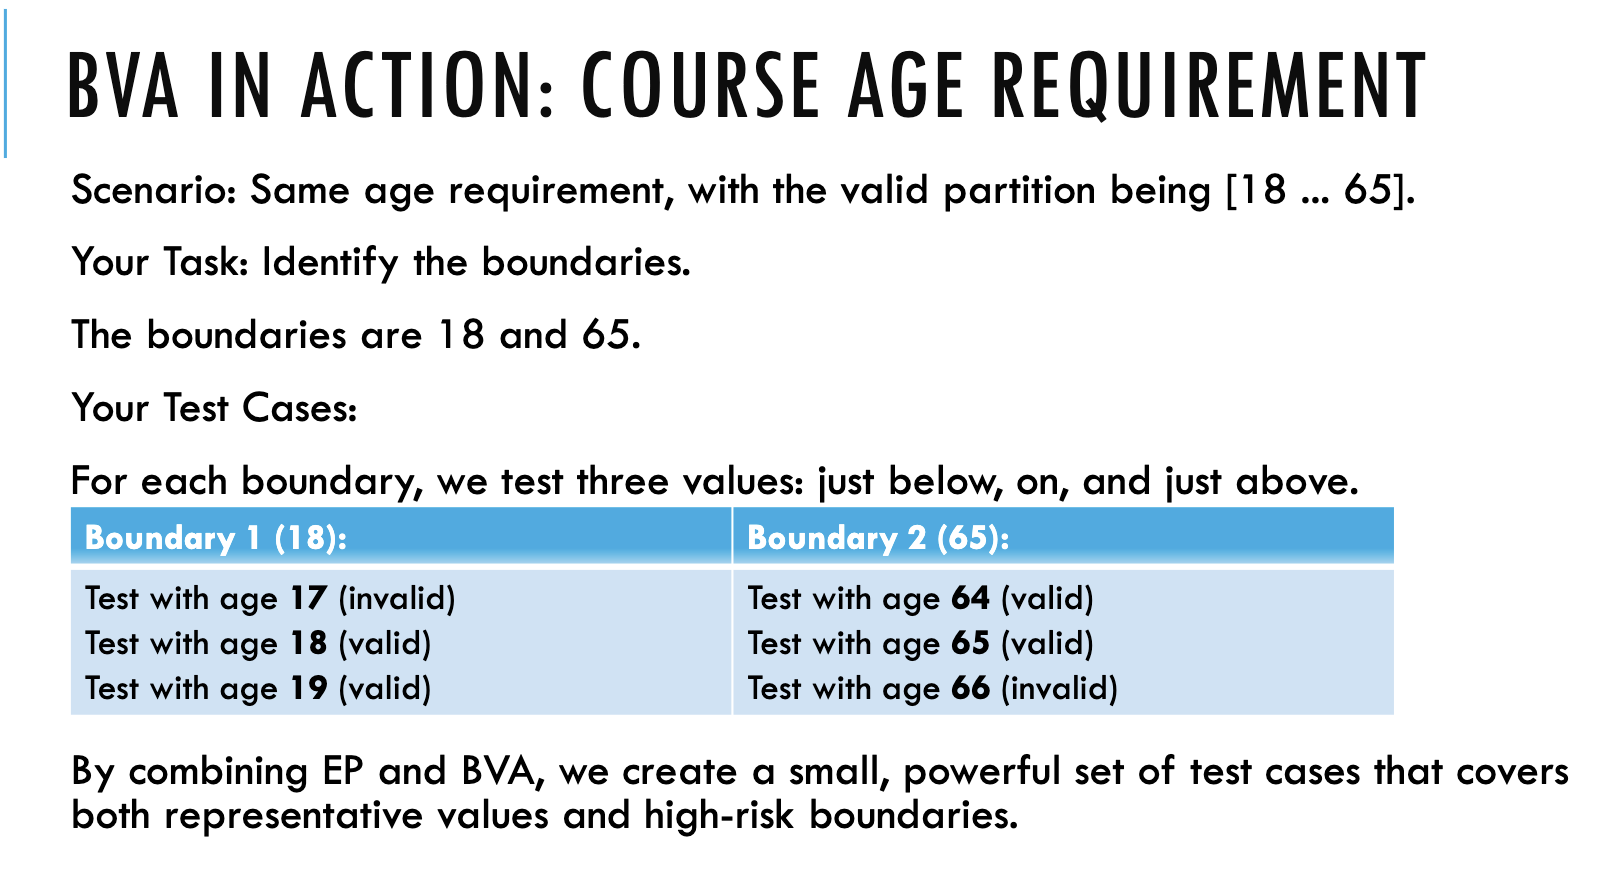 BVA IN ACTION: COURSE AGE REQUIREMENT
Scenario: Same age requirement, with the valid partition being [18 ... 65].
Your Task: Identify the boundaries.
The boundaries are 18 and 65.
Your Test Cases:
For each boundary, we test three values: just below, on, and just above.
Boundary 1 (18):
Test with age 17 (invalid)
Test with age 18 (valid)
Test with age 19 (valid)
Boundary 2 (65):
Test with age 64 (valid)
Test with age 65 (valid)
Test with age 66 (invalid)
By combining EP and BVA, we create a small, powerful set of test cases that covers
both representative values and high-risk boundaries.